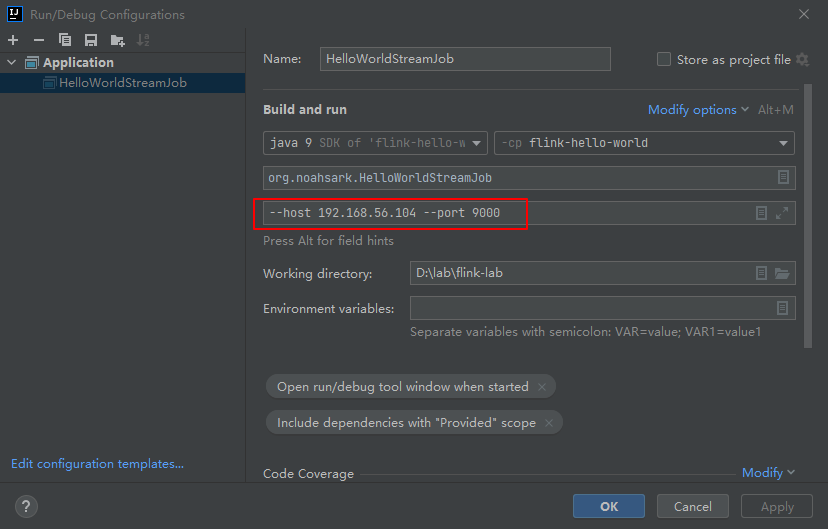 IJ
Run/Debug Configurations
Application
HelloWorldStreamJob
Edit configuration templates...
Name: HelloWorldStreamJob
Store as project file
Build and run
Modify options Alt+M
java 9 SDK of 'flink-hello-w
-cp flink-hello-world
org.noahsark.HelloWorldStreamJob
--host 192.168.56.104 --port 9000
Press Alt for field hints
Working directory: D:\lab\flink-lab
Environment variables:
Separate variables with semicolon: VAR=value; VAR1=value1
Open run/debug tool window when started
Include dependencies with "Provided" scope
Code Coverage
Modify
?
OK
Cancel
Apply